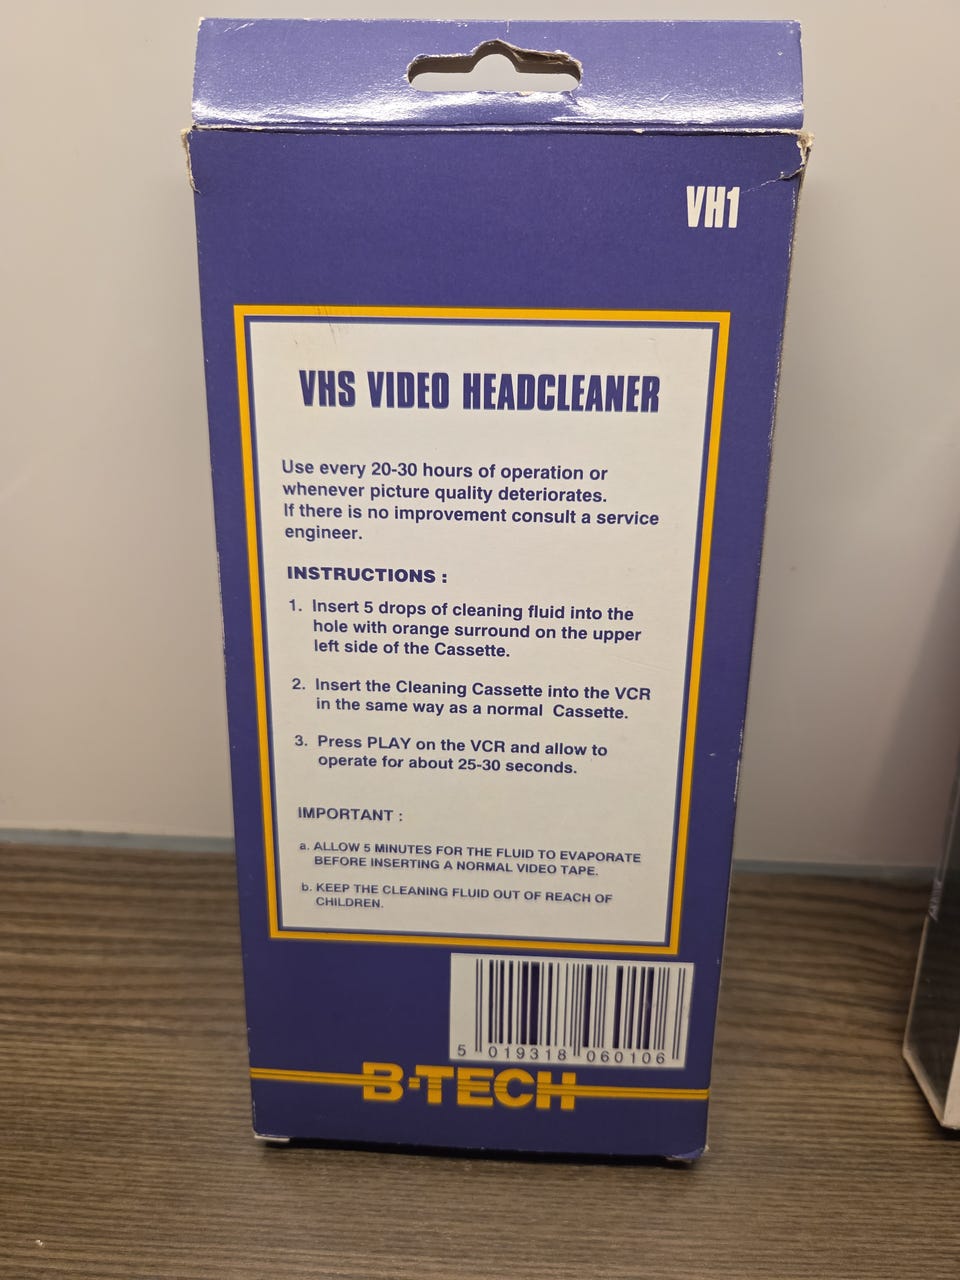 VH1
VHS VIDEO HEADCLEANER
Use every 20-30 hours of operation or
whenever picture quality deteriorates.
If there is no improvement consult a service
engineer.
INSTRUCTIONS :
1. Insert 5 drops of cleaning fluid into the
hole with orange surround on the upper
left side of the Cassette.
2. Insert the Cleaning Cassette into the VCR
in the same way as a normal Cassette.
3. Press PLAY on the VCR and allow to
operate for about 25-30 seconds.
IMPORTANT :
a. ALLOW 5 MINUTES FOR THE FLUID TO EVAPORATE
BEFORE INSERTING A NORMAL VIDEO TAPE.
b. KEEP THE CLEANING FLUID OUT OF REACH OF
CHILDREN.
5 019318 060106
B-TECH